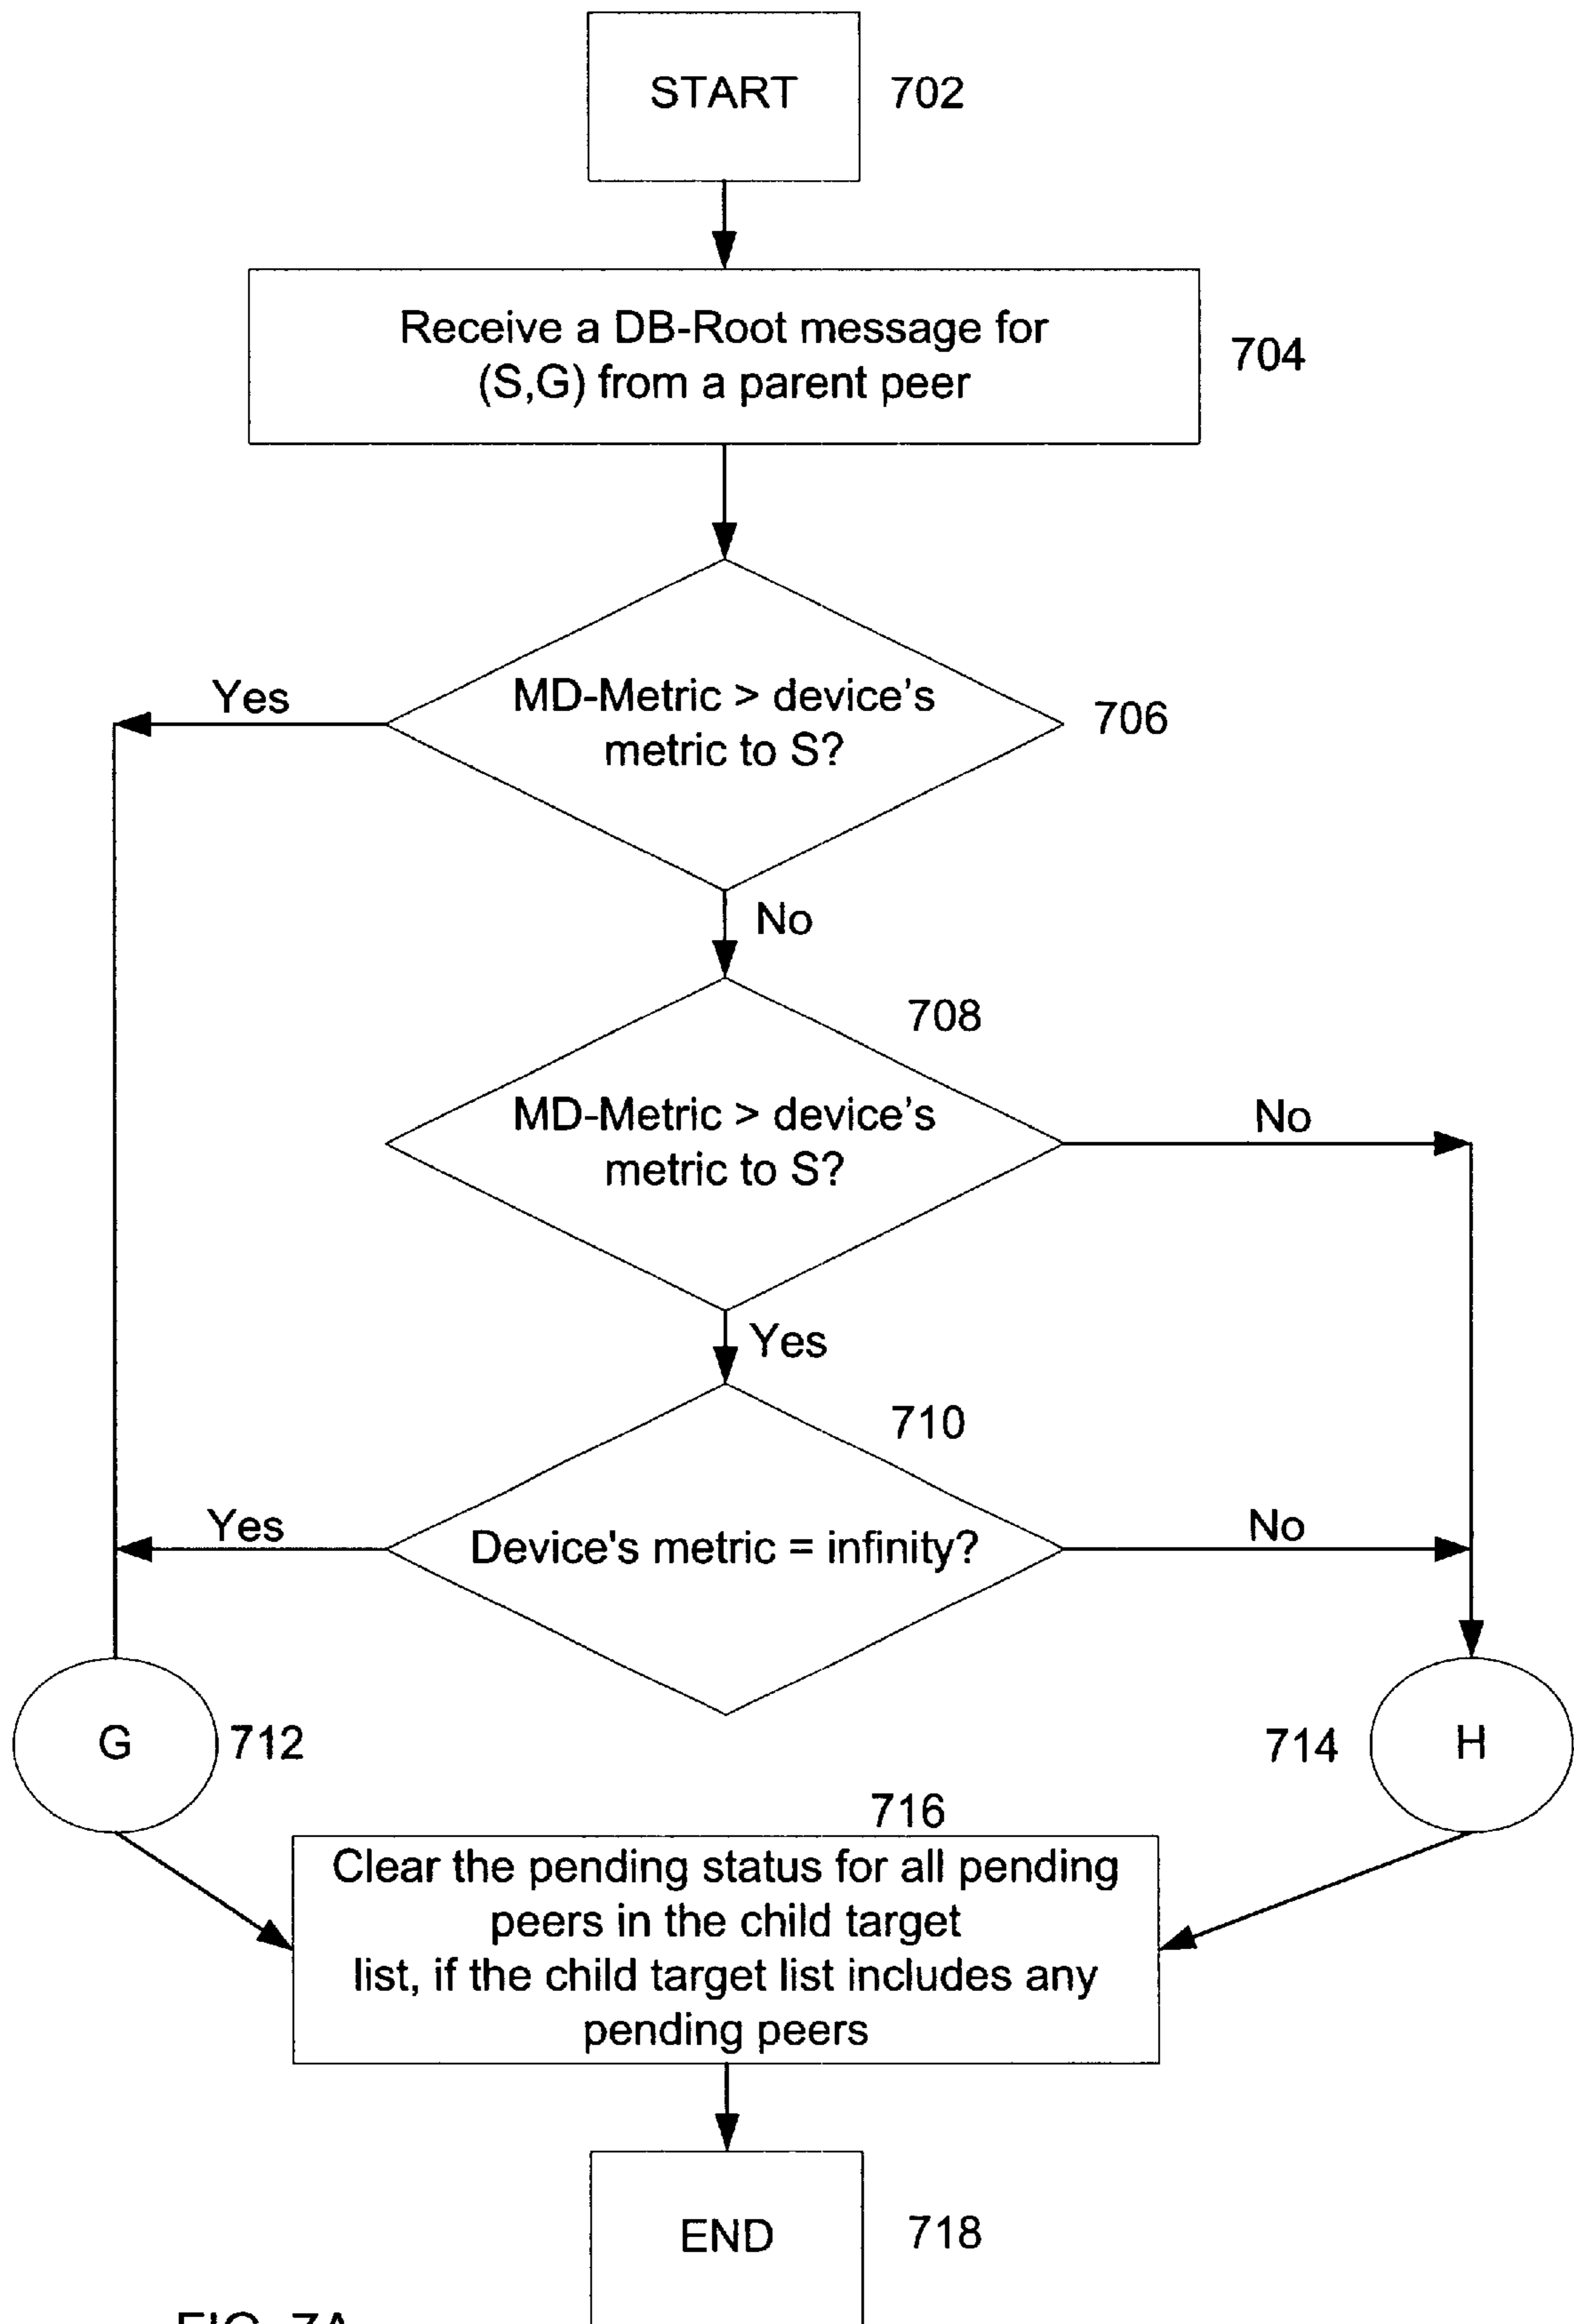 START
702
Receive a DB-Root message for
(S,G) from a parent peer
704
MD-Metric > device's
metric to S?
706
Yes
No
708
MD-Metric > device's
metric to S?
No
Yes
710
Device's metric = infinity?
Yes
No
G
712
714
H
716
Clear the pending status for all pending
peers in the child target
list, if the child target list includes any
pending peers
END
718
FIG. 7A